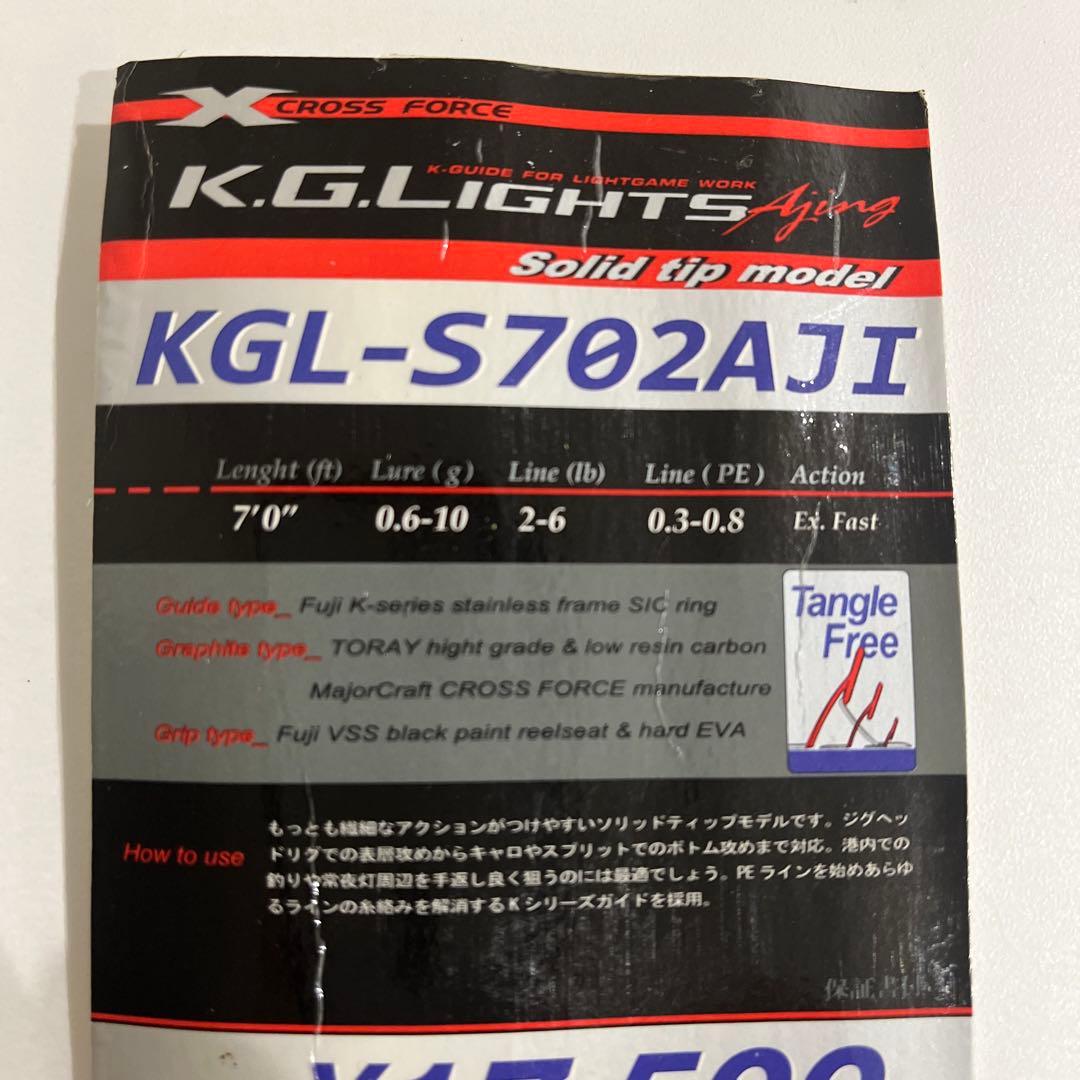 X CROSS FORCE
K-GUIDE FOR LIGHTGAME WORK
K.G.LIGHTS Ajing
Solid tip model
KGL-S702AJI
Lenght (ft) Lure (g) Line (lb) Line (PE) Action
7'0" 0.6-10 2-6 0.3-0.8 Ex. Fast
Guide type_ Fuji K-series stainless frame SIC ring
Graphite type_ TORAY hight grade & low resin carbon
MajorCraft CROSS FORCE manufacture
Grip type_ Fuji VSS black paint reelseat & hard EVA
Tangle
Free
How to use
もっとも繊細なアクションがつけやすいソリッドティップモデルです。ジグヘッ
ドリグでの表層攻めからキャロやスプリットでのボトム攻めまで対応。港内での
釣りや常夜灯周辺を手返し良く狙うのには最適でしょう。PEラインを始めあらゆ
るラインの糸絡みを解消するKシリーズガイドを採用。
保証書